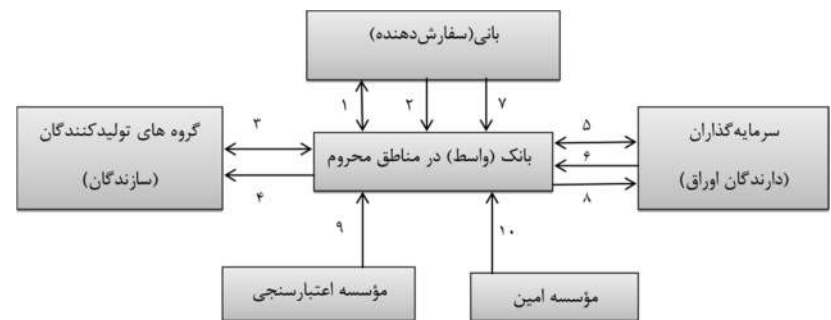 بانی(سفارش‌دهنده)
۱
۲
۷
گروه های تولیدکنندگان
(سازندگان)
۳
۴
بانک (واسط) در مناطق محروم
۵
۶
۸
سرمایه‌گذاران
(دارندگان اوراق)
۹
۱۰
مؤسسه اعتبارسنجی
مؤسسه امین